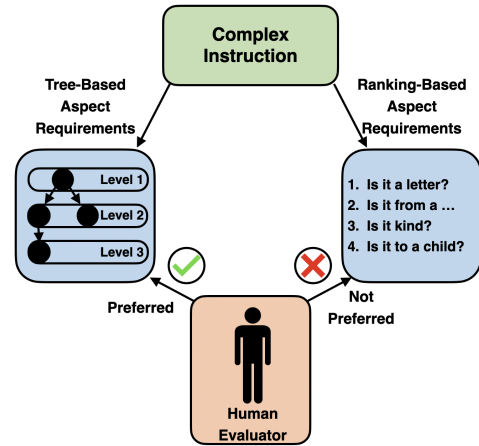 Complex
Instruction
Tree-Based
Aspect
Requirements
Ranking-Based
Aspect
Requirements
Level 1
Level 2
Level 3
1. Is it a letter?
2. Is it from a ...
3. Is it kind?
4. Is it to a child?
Preferred
Not
Preferred
Human
Evaluator